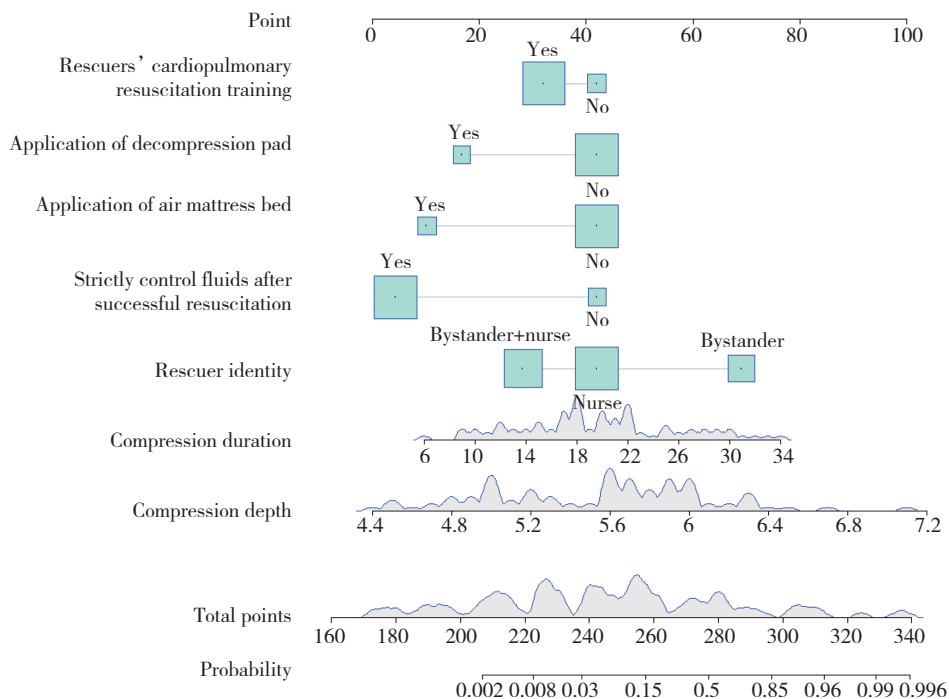 Point
0 20 40 60 80 100
Rescuers' cardiopulmonary
resuscitation training
Yes
No
Application of decompression pad
Yes
No
Application of air mattress bed
Yes
No
Strictly control fluids after
successful resuscitation
Yes
No
Rescuer identity
Bystander+nurse
Nurse
Bystander
Compression duration
6 10 14 18 22 26 30 34
Compression depth
4.4 4.8 5.2 5.6 6 6.4 6.8 7.2
Total points
160 180 200 220 240 260 280 300 320 340
Probability
0.002 0.008 0.03 0.15 0.5 0.85 0.96 0.99 0.996